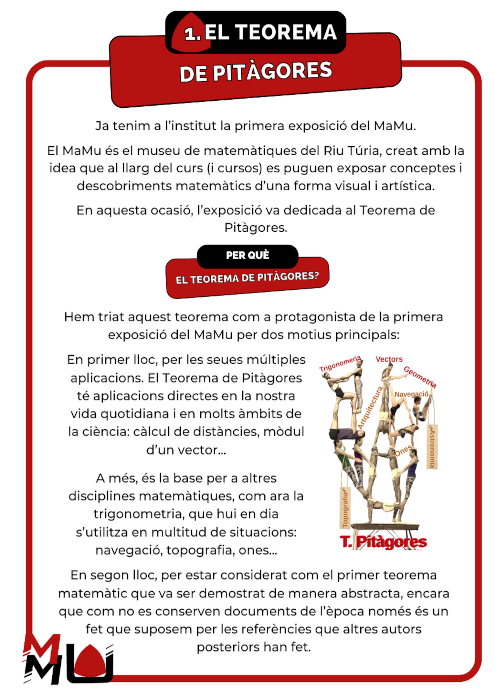 1. EL TEOREMA
DE PITÀGORES
Ja tenim a l'institut la primera exposició del MaMu.
El MaMu és el museu de matemàtiques del Riu Túria, creat amb la
idea que al llarg del curs (i cursos) es puguen exposar conceptes i
descobriments matemàtics d'una forma visual i artística.
En aquesta ocasió, l'exposició va dedicada al Teorema de
Pitàgores.
PER QUÈ
EL TEOREMA DE PITÀGORES?
Hem triat aquest teorema com a protagonista de la primera
exposició del MaMu per dos motius principals:
En primer lloc, per les seues múltiples
aplicacions. El Teorema de Pitàgores
té aplicacions directes en la nostra
vida quotidiana i en molts àmbits de
la ciència: càlcul de distàncies, mòdul
d'un vector...
A més, és la base per a altres
disciplines matemàtiques, com ara la
trigonometria, que hui en dia
s'utilitza en multitud de situacions:
navegació, topografia, ones...
Trigonometria
Vectors
Geometria
Arquitectura
Navegació
Ones
Astronomia
Topografia
T. Pitàgores
En segon lloc, per estar considerat com el primer teorema
matemàtic que va ser demostrat de manera abstracta, encara
que com no es conserven documents de l'època només és un
fet que suposem per les referències que altres autors
posteriors han fet.
M
MU